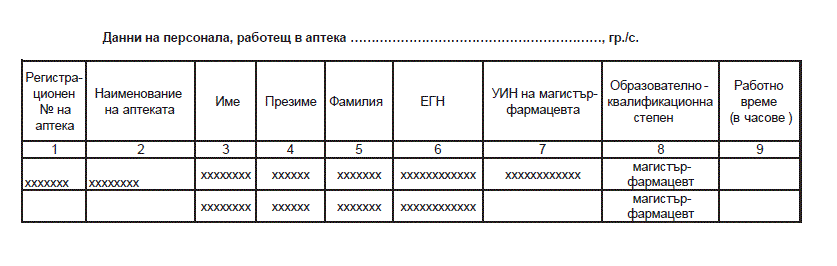 Данни на персонала, работещ в аптека ……………………………………………………, гр./с.
Регистра-
ционен
№ на
аптека
Наименование
на аптеката
Име
Презиме
Фамилия
ЕГН
УИН на магистър-
фармацевта
Образователно -
квалификационна
степен
Работно
време
(в часове )
1 2 3 4 5 6 7 8 9
xxxxxxx xxxxxxxx xxxxxxxx xxxxxx xxxxxxx xxxxxxxxxxxx xxxxxxxxxxxx магистър-
фармацевт
xxxxxxxx xxxxxx xxxxxxx xxxxxxxxxxxx магистър-
фармацевт